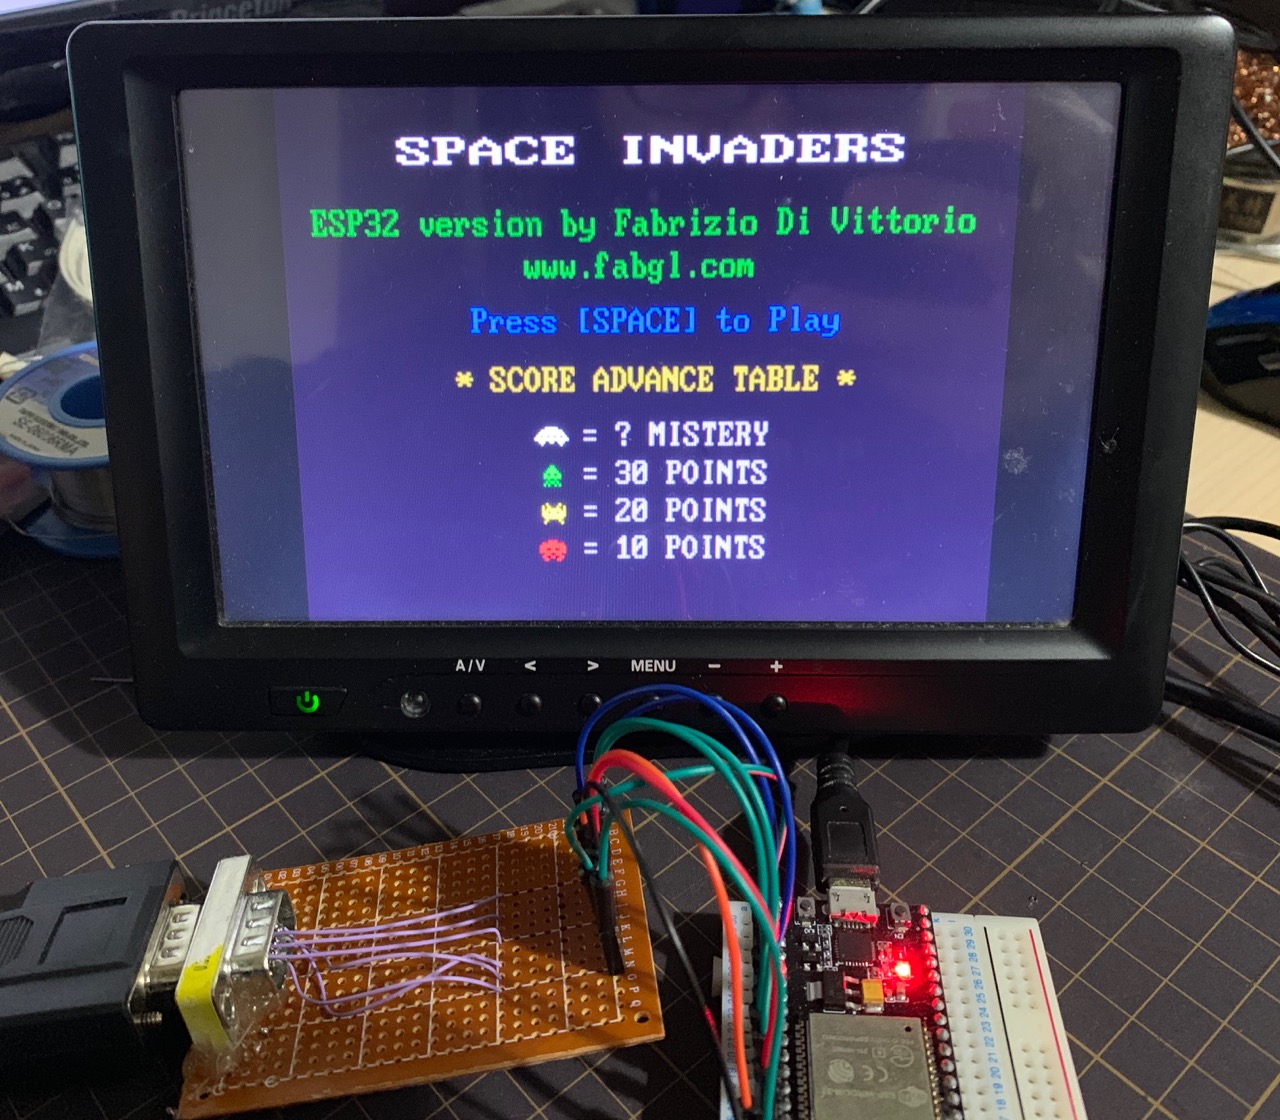 Princeton
SPACE INVADERS
ESP32 version by Fabrizio Di Vittorio
www.fabgl.com
Press [SPACE] to Play
* SCORE ADVANCE TABLE *
= ? MISTERY
= 30 POINTS
= 20 POINTS
= 10 POINTS
A/V < > MENU − +